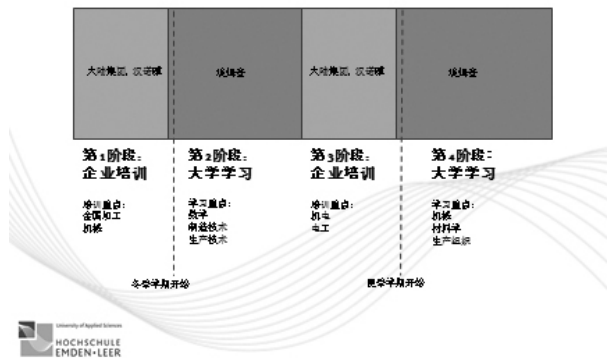 大陆集团, 汉诺威
埃姆登
大陆集团, 汉诺威
埃姆登
第1阶段:
企业培训
培训重点:
金属加工
机械
第2阶段:
大学学习
学习重点:
数学
制造技术
生产技术
第3阶段:
企业培训
培训重点:
机电
电工
第4阶段:
大学学习
学习重点:
机械
材料学
生产组织
冬季学期开始
夏季学期开始
University of Applied Sciences
HOCHSCHULE
EMDEN·LEER